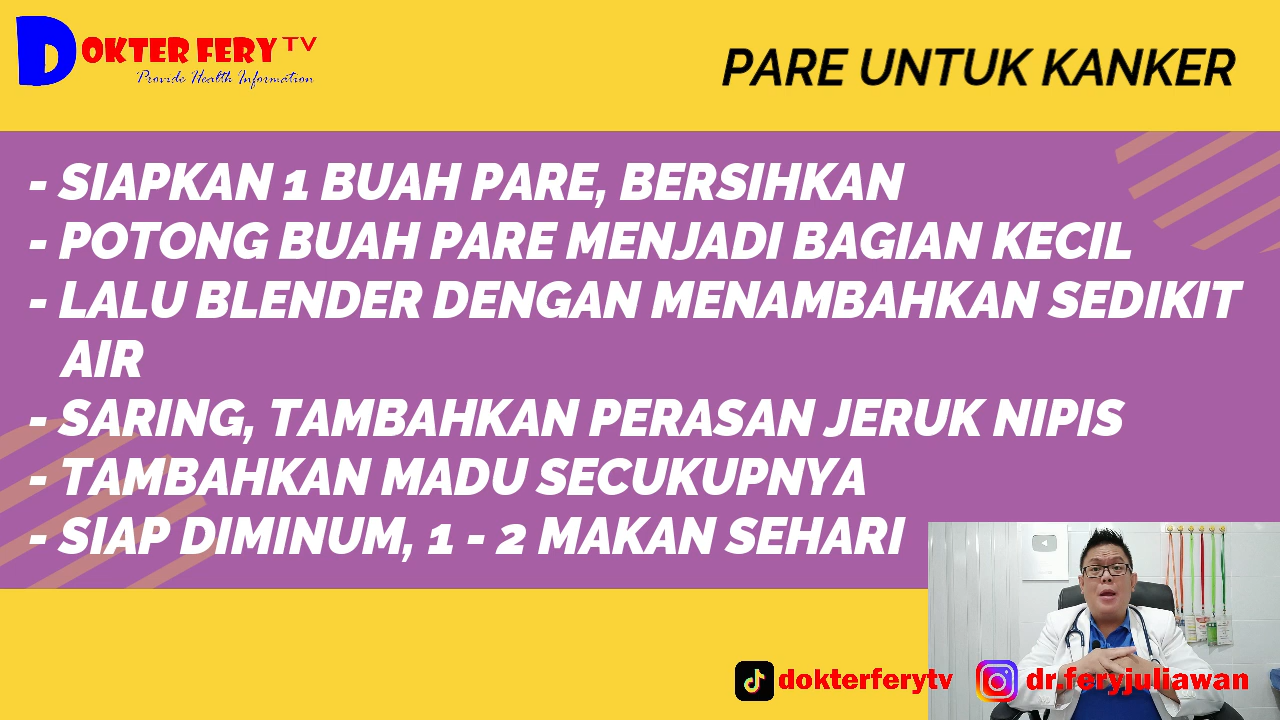 DOKTER FERY TV
Provide Health Information
PARE UNTUK KANKER
- SIAPKAN 1 BUAH PARE, BERSIHKAN
- POTONG BUAH PARE MENJADI BAGIAN KECIL
- LALU BLENDER DENGAN MENAMBAHKAN SEDIKIT
AIR
- SARING, TAMBAHKAN PERASAN JERUK NIPIS
- TAMBAHKAN MADU SECUKUPNYA
- SIAP DIMINUM, 1 - 2 MAKAN SEHARI
dokterferytv
dr.feryjuliawan